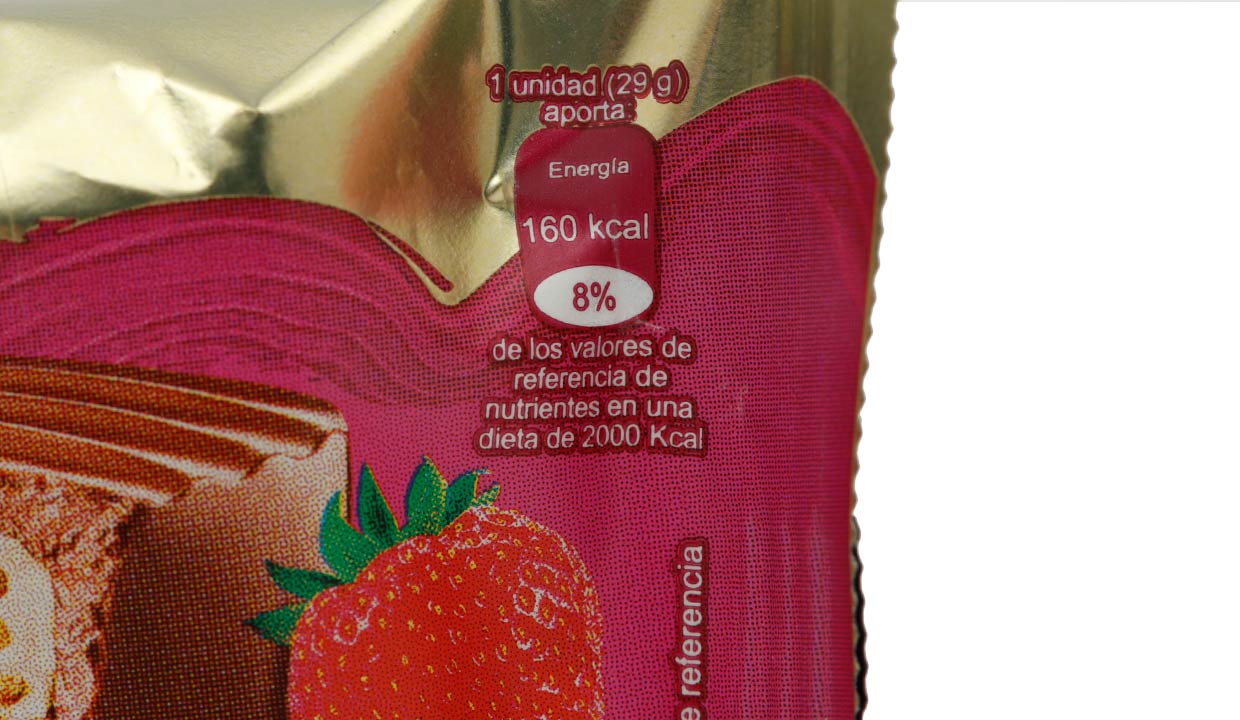 1 unidad (29 g)
aporta:
Energía
160 kcal
8%
de los valores de
referencia de
nutrientes en una
dieta de 2000 Kcal
referencia